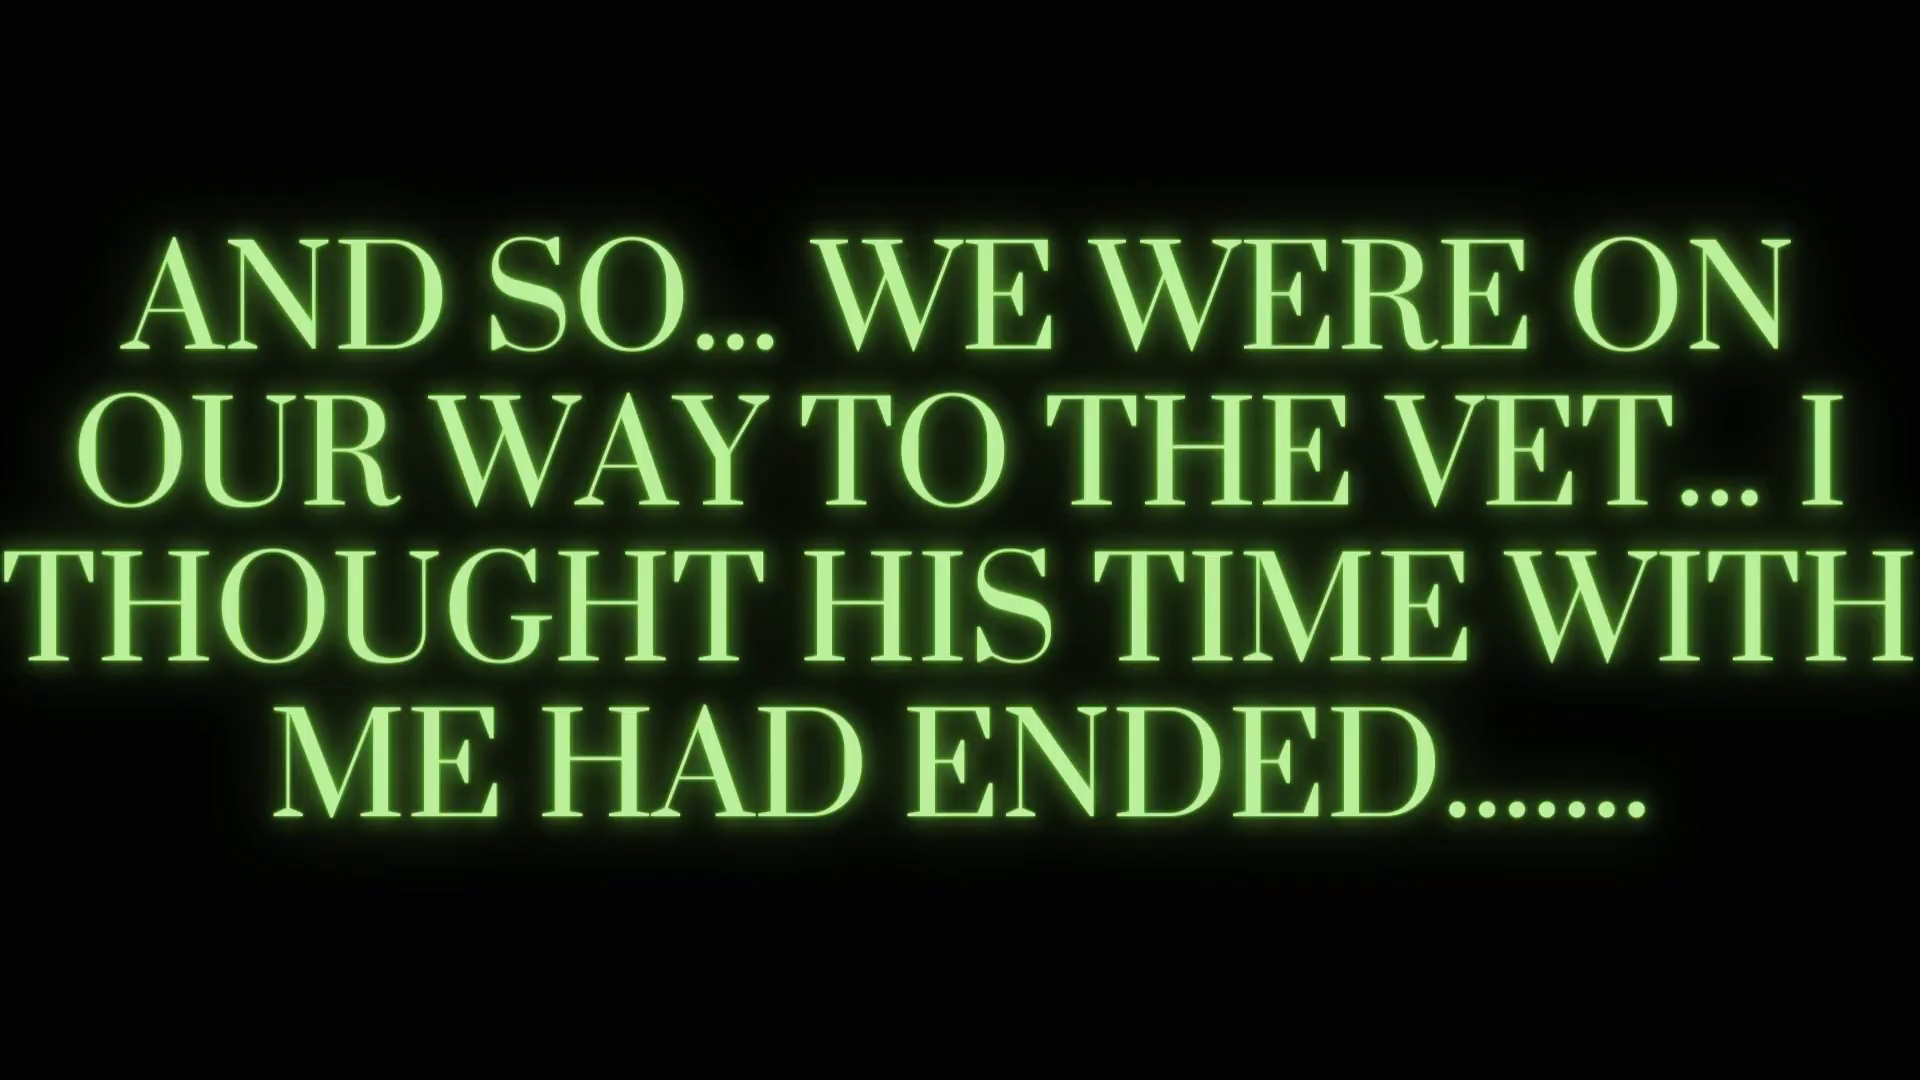 AND SO... WE WERE ON
OUR WAY TO THE VET... I
THOUGHT HIS TIME WITH
ME HAD ENDED.......